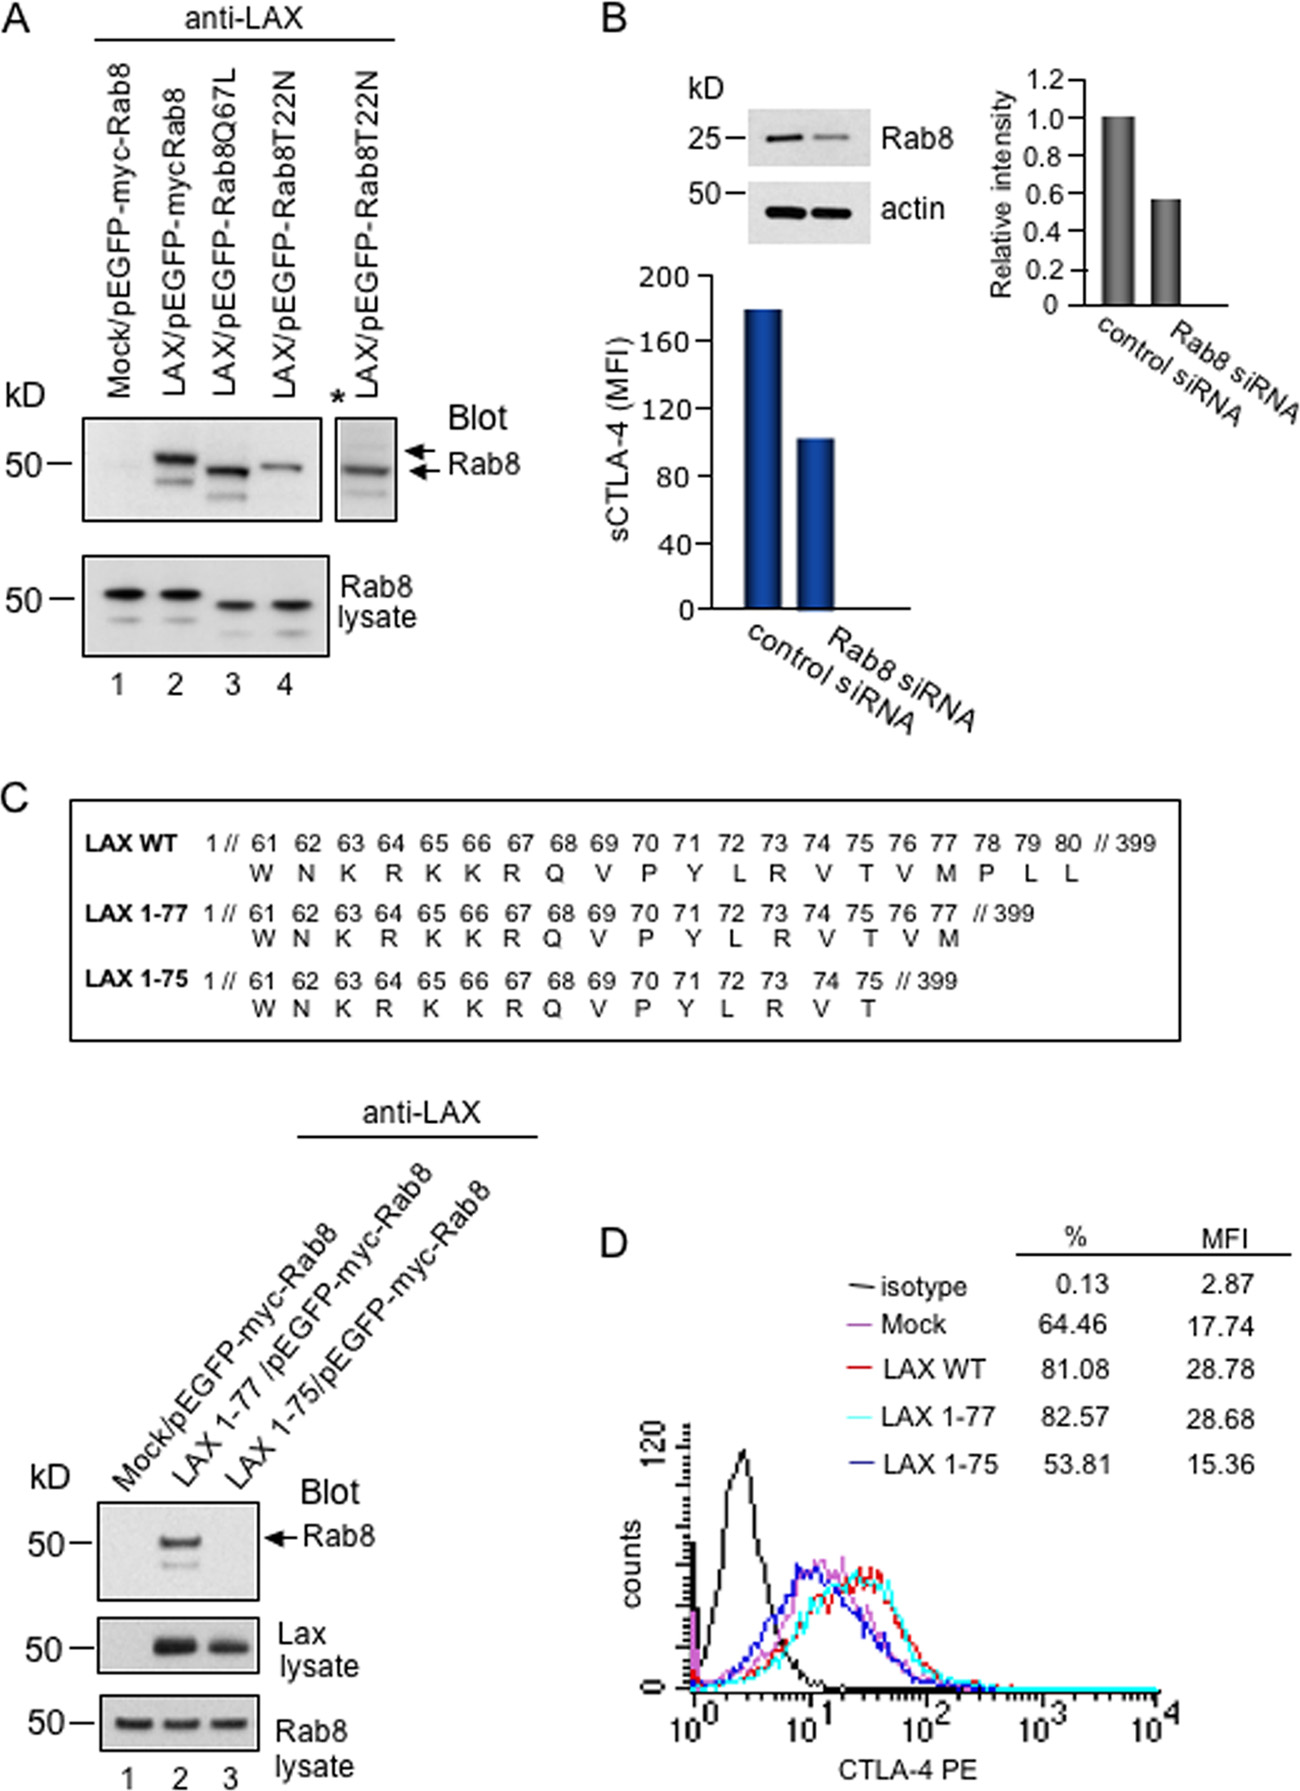 A
anti-LAX
Mock/pEGFP-myc-Rab8
LAX/pEGFP-mycRab8
LAX/pEGFP-Rab8Q67L
LAX/pEGFP-Rab8T22N
* LAX/pEGFP-Rab8T22N
kD
50
Blot
Rab8
50
Rab8
lysate
1 2 3 4
B
kD
25
Rab8
50
actin
Relative intensity
1.2
1.0
0.8
0.6
0.4
0.2
0
control siRNA
Rab8 siRNA
sCTLA-4 (MFI)
200
160
120
80
40
0
control siRNA
Rab8 siRNA
C
LAX WT 1 // 61 62 63 64 65 66 67 68 69 70 71 72 73 74 75 76 77 78 79 80 // 399
W N K R K K R Q V P Y L R V T V M P L L
LAX 1-77 1 // 61 62 63 64 65 66 67 68 69 70 71 72 73 74 75 76 77 // 399
W N K R K K R Q V P Y L R V T V M
LAX 1-75 1 // 61 62 63 64 65 66 67 68 69 70 71 72 73 74 75 // 399
W N K R K K R Q V P Y L R V T
anti-LAX
Mock/pEGFP-myc-Rab8
LAX 1-77 /pEGFP-myc-Rab8
LAX 1-75/pEGFP-myc-Rab8
kD
Blot
50
Rab8
50
Lax
lysate
50
Rab8
lysate
1 2 3
D
% MFI
isotype 0.13 2.87
Mock 64.46 17.74
LAX WT 81.08 28.78
LAX 1-77 82.57 28.68
LAX 1-75 53.81 15.36
counts
120
0
10^0 10^1 10^2 10^3 10^4
CTLA-4 PE